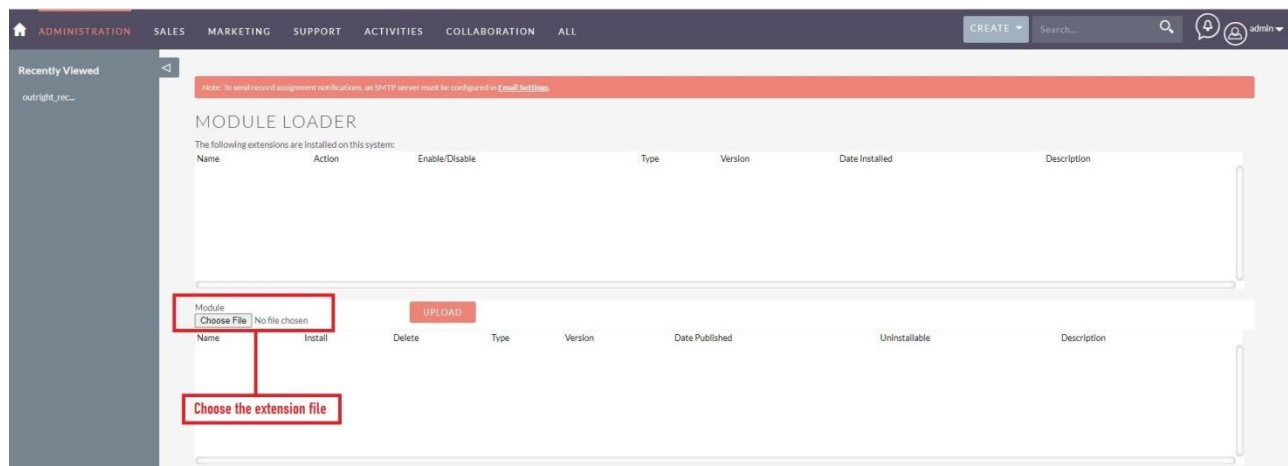 ADMINISTRATION SALES MARKETING SUPPORT ACTIVITIES COLLABORATION ALL CREATE Search... admin
Recently Viewed
outright_rec...
Note: To send record assignment notifications, an SMTP server must be configured in Email Settings
MODULE LOADER
The following extensions are installed on this system:
Name Action Enable/Disable Type Version Date Installed Description
Module
Choose File No file chosen UPLOAD
Name Install Delete Type Version Date Published Uninstallable Description
Choose the extension file